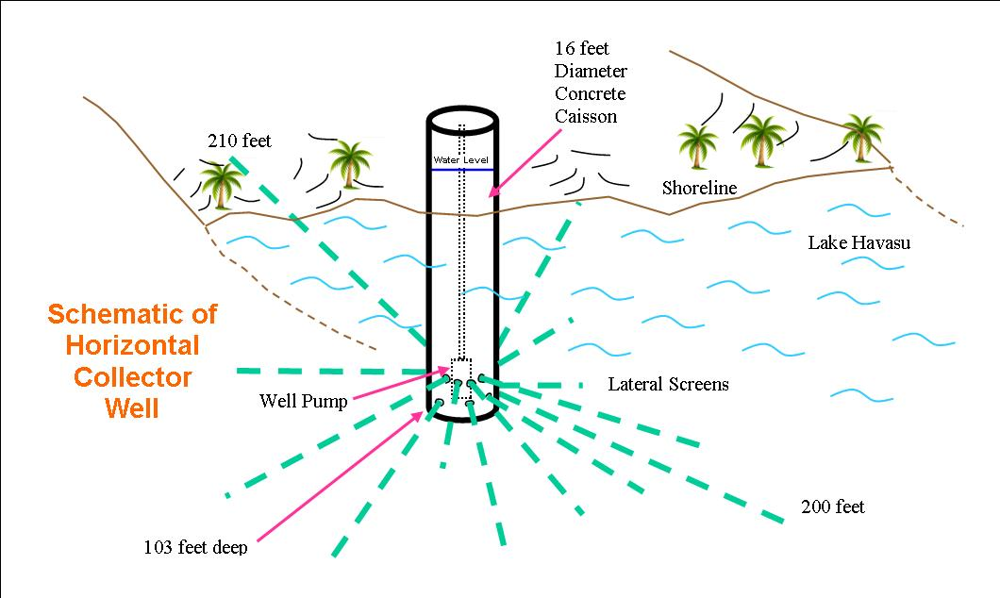 16 feet
Diameter
Concrete
Caisson
210 feet
Water Level
Shoreline
Lake Havasu
Schematic of
Horizontal
Collector
Well
Well Pump
Lateral Screens
200 feet
103 feet deep